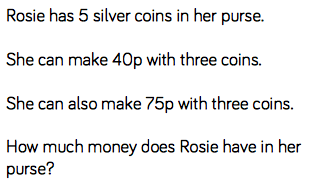 Rosie has 5 silver coins in her purse.
She can make 40p with three coins.
She can also make 75p with three coins.
How much money does Rosie have in her
purse?